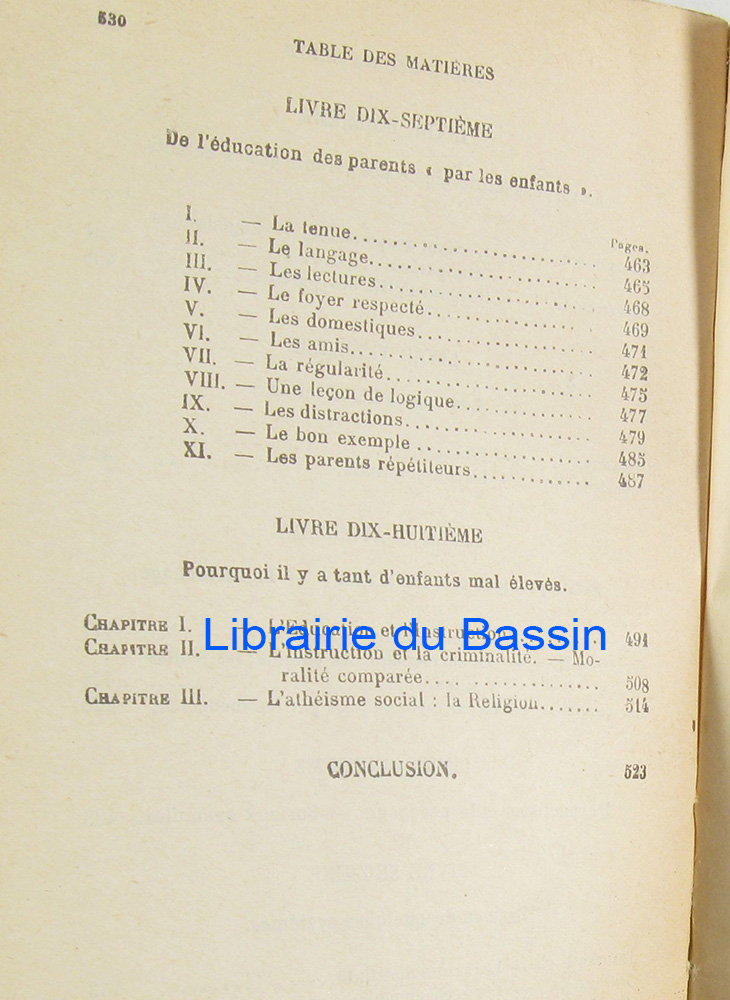 530
TABLE DES MATIÈRES
LIVRE DIX-SEPTIÈME
De l'éducation des parents « par les enfants ».
Pages.
I. — La tenue........ 463
II. — Le langage........ 465
III. — Les lectures........ 468
IV. — Le foyer respecté........ 469
V. — Les domestiques........ 471
VI. — Les amis........ 472
VII. — La régularité........ 475
VIII. — Une leçon de logique........ 477
IX. — Les distractions........ 479
X. — Le bon exemple ........ 485
XI. — Les parents répétiteurs........ 487
LIVRE DIX-HUITIÈME
Pourquoi il y a tant d'enfants mal élevés.
CHAPITRE I. — L'Éducation et l'Instruction........ 491
Librairie du Bassin
CHAPITRE II. — L'Instruction et la criminalité. — Mo-
ralité comparée........ 508
CHAPITRE III. — L'athéisme social : la Religion....... 514
CONCLUSION. 523